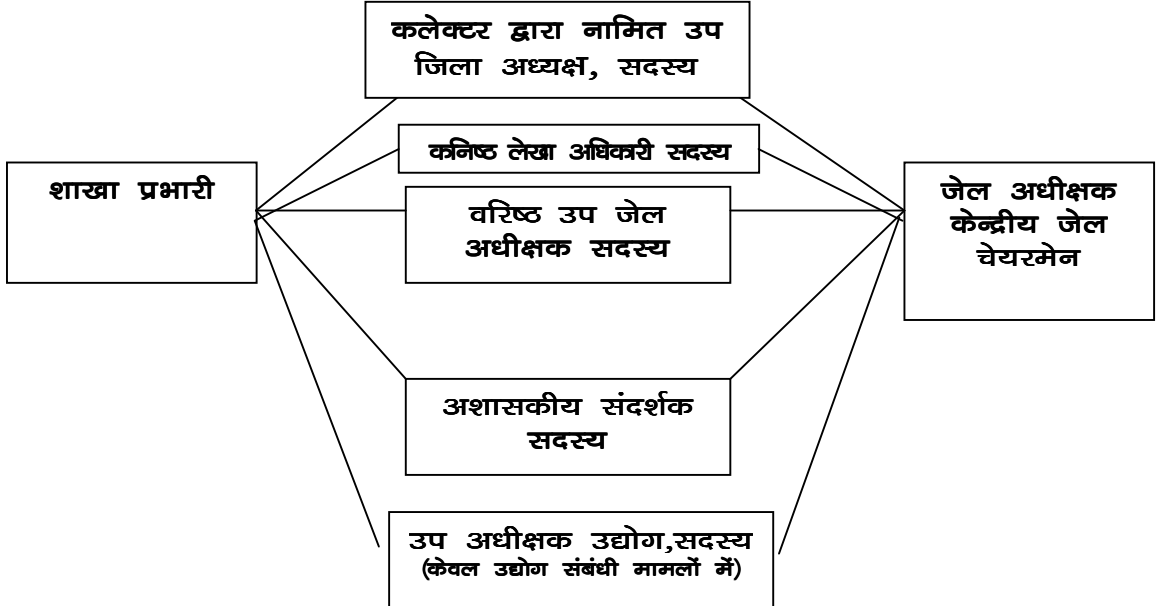 कलेक्टर द्वारा नामित उप
जिला अध्यक्ष, सदस्य
कनिष्ठ लेखा अधिकारी सदस्य
शाखा प्रभारी
वरिष्ठ उप जेल
अधीक्षक सदस्य
जेल अधीक्षक
केन्द्रीय जेल
चेयरमेन
अशासकीय संदर्शक
सदस्य
उप अधीक्षक उद्योग,सदस्य
(केवल उद्योग संबंधी मामलों में)